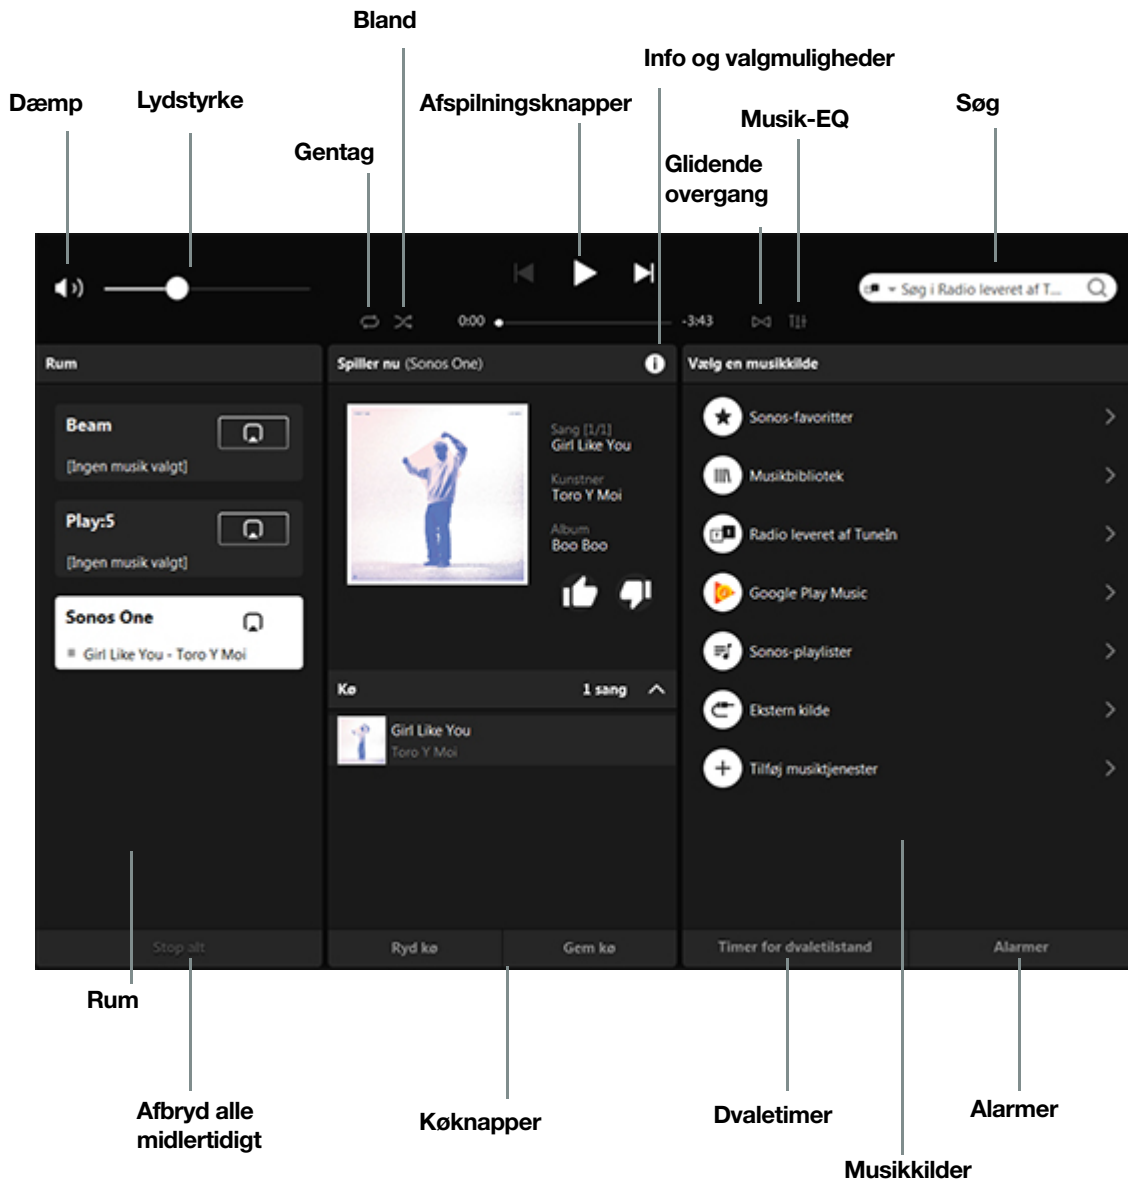 Bland
Info og valgmuligheder
Dæmp
Lydstyrke
Afspilningsknapper
Musik-EQ
Søg
Gentag
Glidende
overgang
Søg i Radio leveret af T...
0:00
-3:43
Rum
Beam
[Ingen musik valgt]
Play:5
[Ingen musik valgt]
Sonos One
Girl Like You - Toro Y Moi
Stop alt
Spiller nu (Sonos One)
Sang [1/1]
Girl Like You
Kunstner
Toro Y Moi
Album
Boo Boo
Kø
1 sang
Girl Like You
Toro Y Moi
Ryd kø
Gem kø
Vælg en musikkilde
Sonos-favoritter
Musikbibliotek
Radio leveret af TuneIn
Google Play Music
Sonos-playlister
Ekstern kilde
Tilføj musiktjenester
Timer for dvaletilstand
Alarmer
Rum
Afbryd alle
midlertidigt
Køknapper
Dvaletimer
Alarmer
Musikkilder